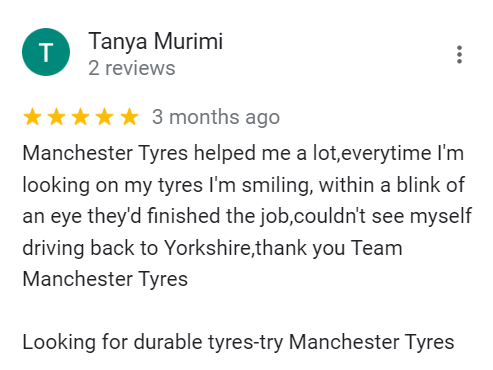 T
Tanya Murimi
2 reviews
3 months ago
Manchester Tyres helped me a lot,everytime I'm
looking on my tyres I'm smiling, within a blink of
an eye they'd finished the job,couldn't see myself
driving back to Yorkshire,thank you Team
Manchester Tyres
Looking for durable tyres-try Manchester Tyres